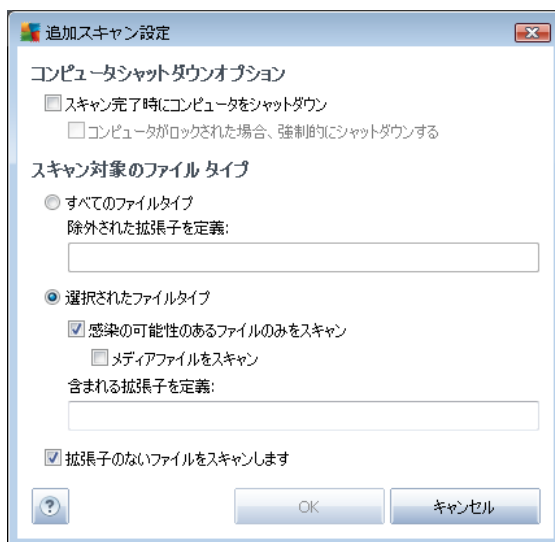 追加スキャン設定
コンピュータシャットダウンオプション
スキャン完了時にコンピュータをシャットダウン
コンピュータがロックされた場合、強制的にシャットダウンする
スキャン対象のファイル タイプ
すべてのファイルタイプ
除外された拡張子を定義:
選択されたファイルタイプ
感染の可能性のあるファイルのみをスキャン
メディアファイルをスキャン
含まれる拡張子を定義:
拡張子のないファイルをスキャンします
?
OK
キャンセル